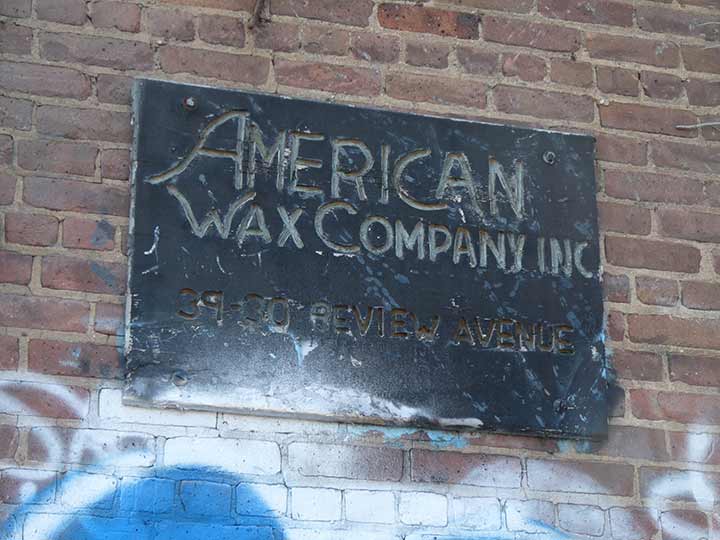 AMERICAN
WAX COMPANY INC
39-30 REVIEW AVENUE